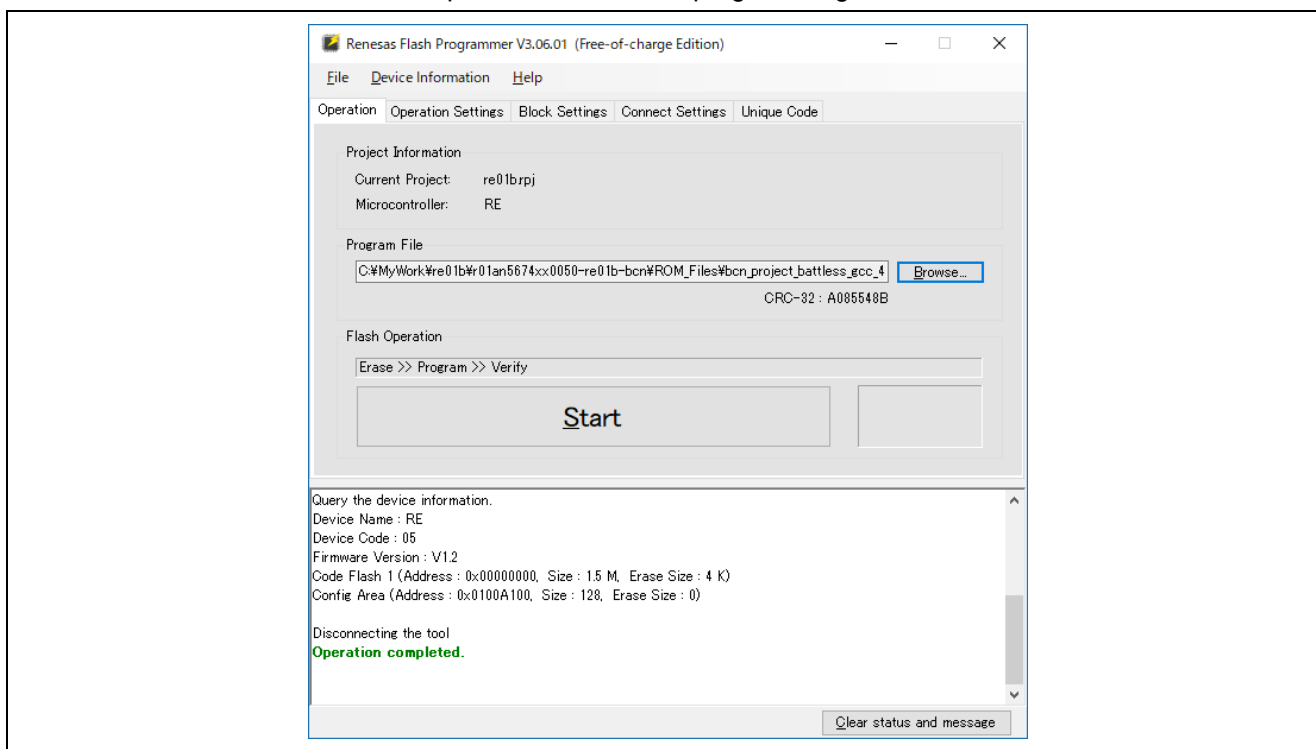 Renesas Flash Programmer V3.06.01 (Free-of-charge Edition)
File Device Information Help
Operation Operation Settings Block Settings Connect Settings Unique Code
Project Information
Current Project: re01b.rpj
Microcontroller: RE
Program File
C:¥MyWork¥re01b¥r01an5674xx0050-re01b-bcn¥ROM_Files¥bcn_project_battless_gcc_4 Browse...
CRC-32 : A085548B
Flash Operation
Erase >> Program >> Verify
Start
Query the device information.
Device Name : RE
Device Code : 05
Firmware Version : V1.2
Code Flash 1 (Address : 0x00000000, Size : 1.5 M, Erase Size : 4 K)
Config Area (Address : 0x0100A100, Size : 128, Erase Size : 0)
Disconnecting the tool
Operation completed.
Clear status and message